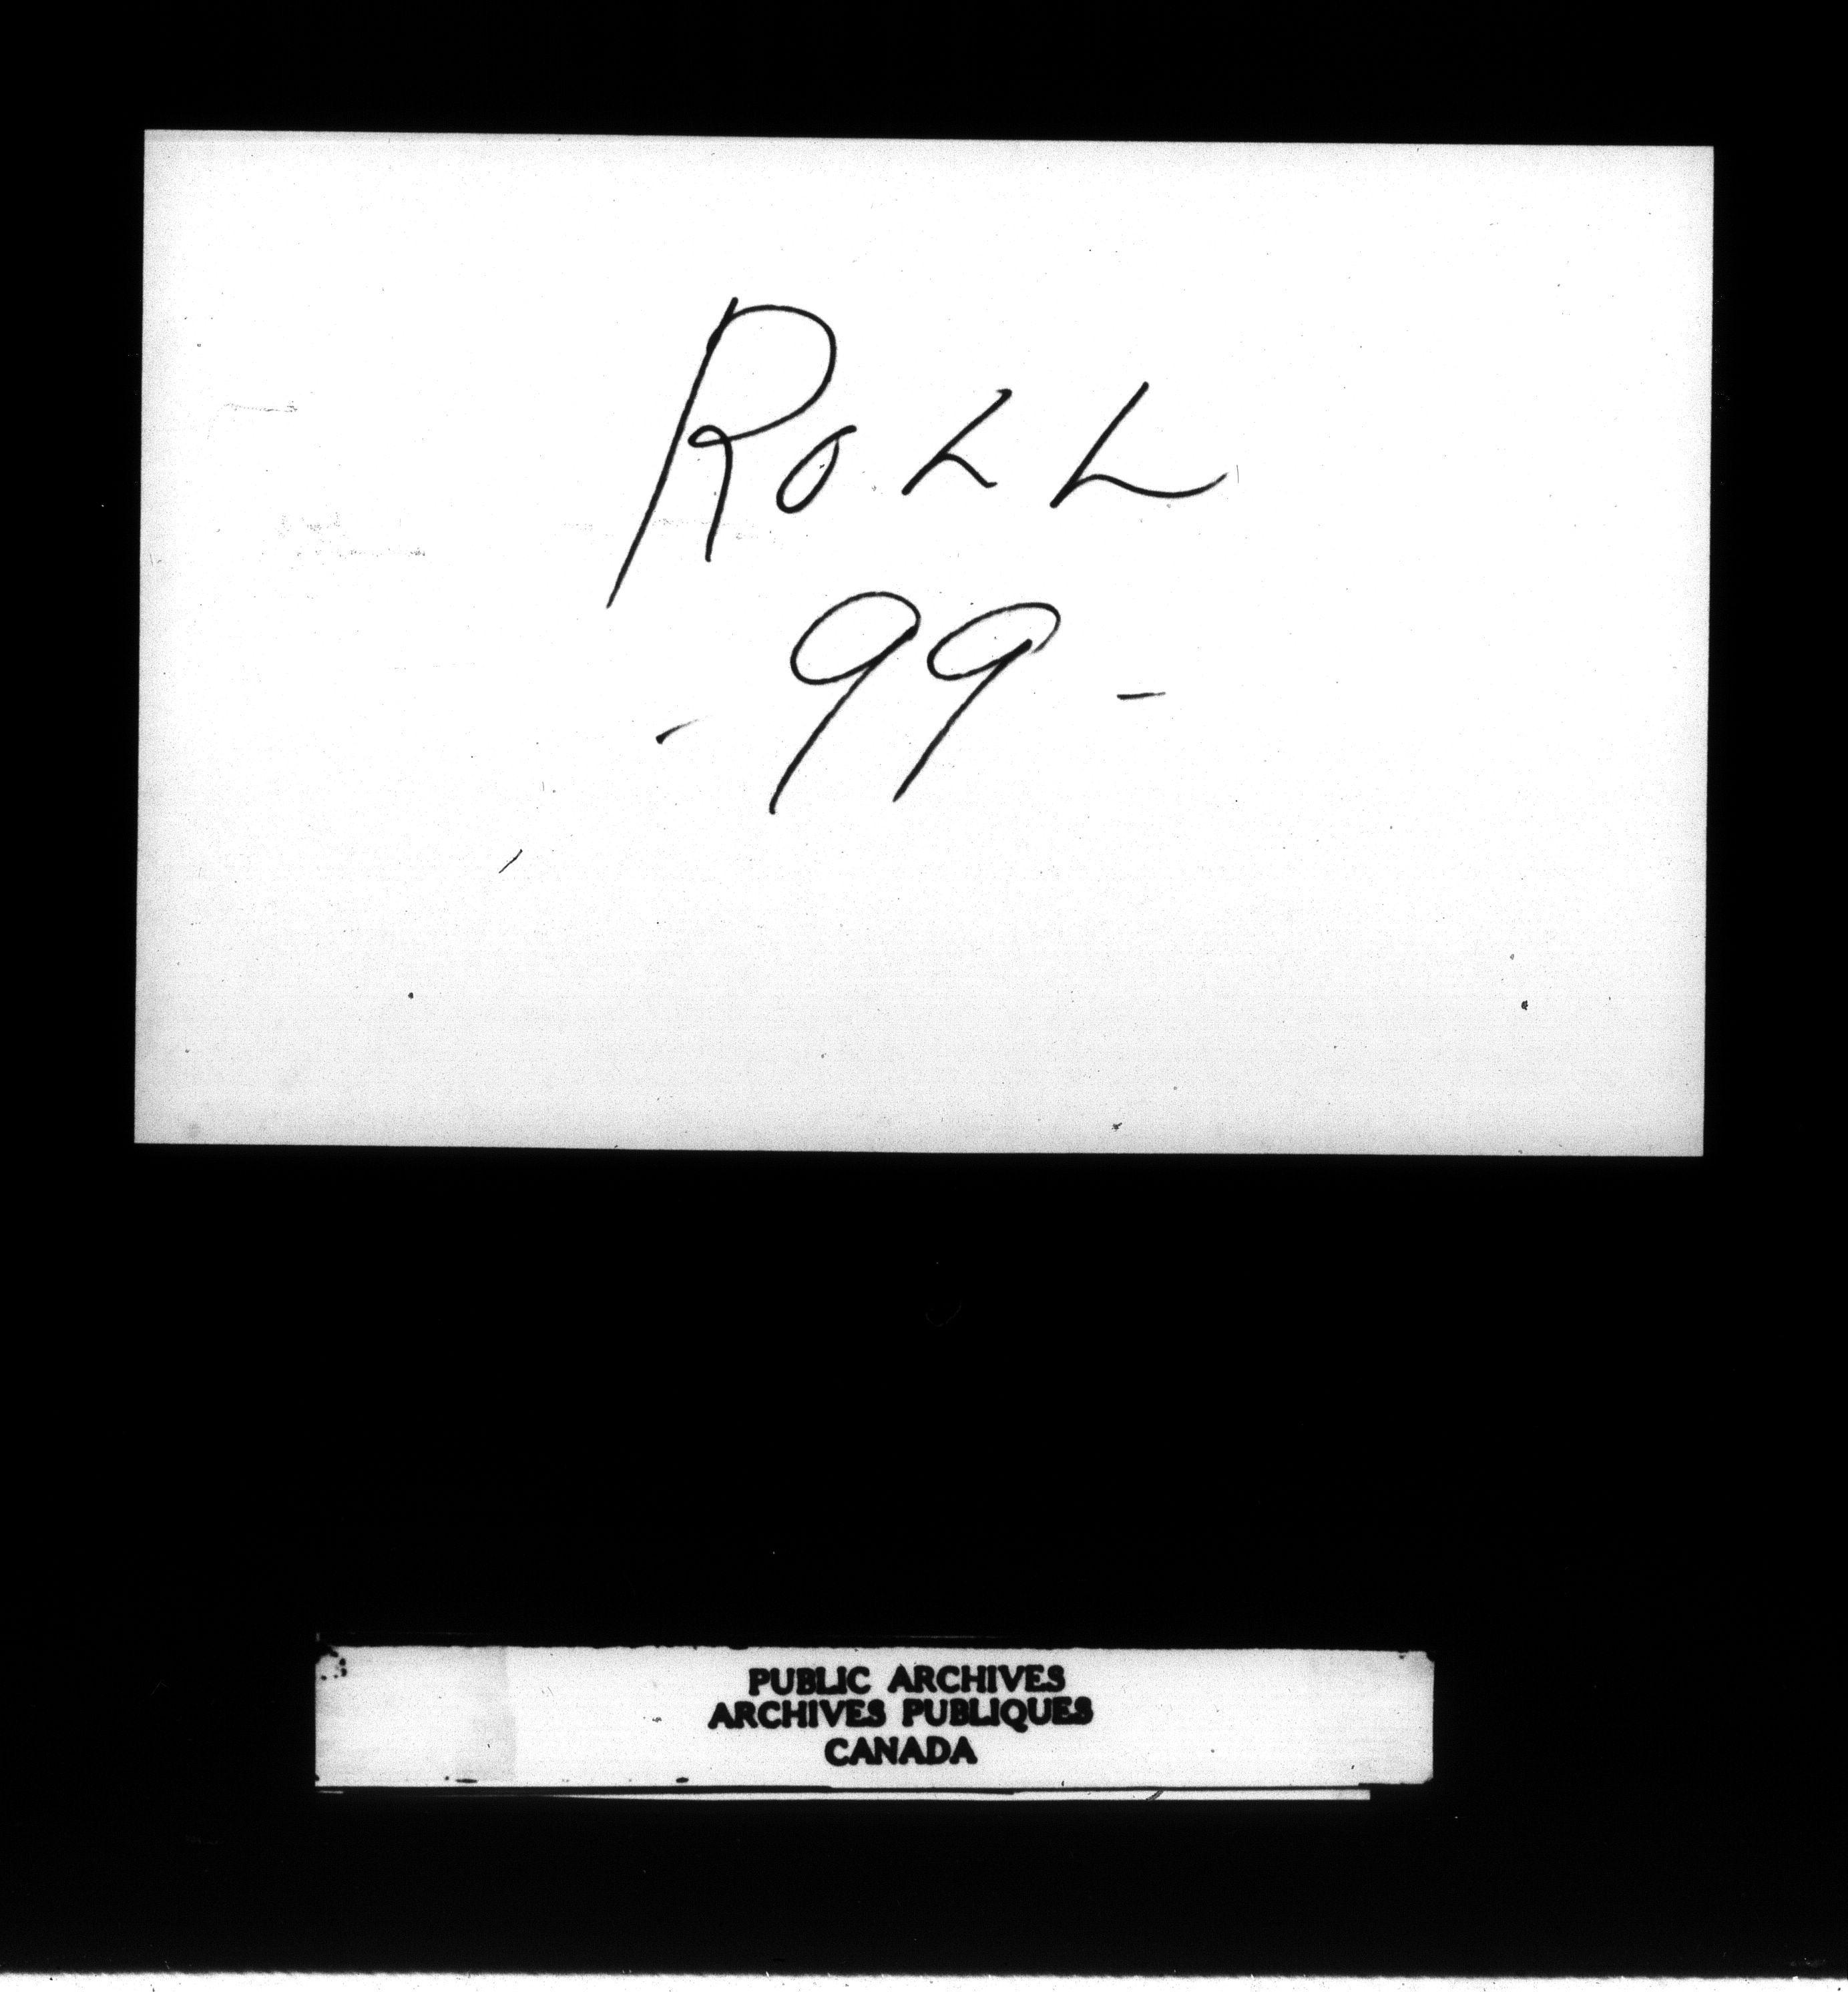 RoLL
- 99 -
PUBLIC ARCHIVES
ARCHIVES PUBLIQUES
CANADA